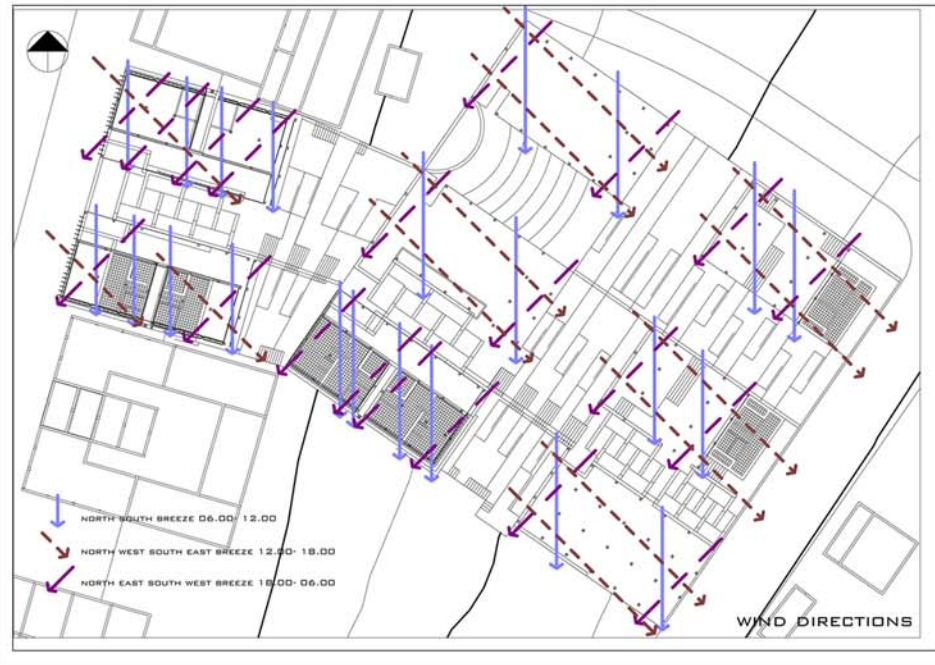 NORTH SOUTH BREEZE 06.00- 12.00
NORTH WEST SOUTH EAST BREEZE 12.00- 18.00
NORTH EAST SOUTH WEST BREEZE 18.00- 06.00
WIND DIRECTIONS